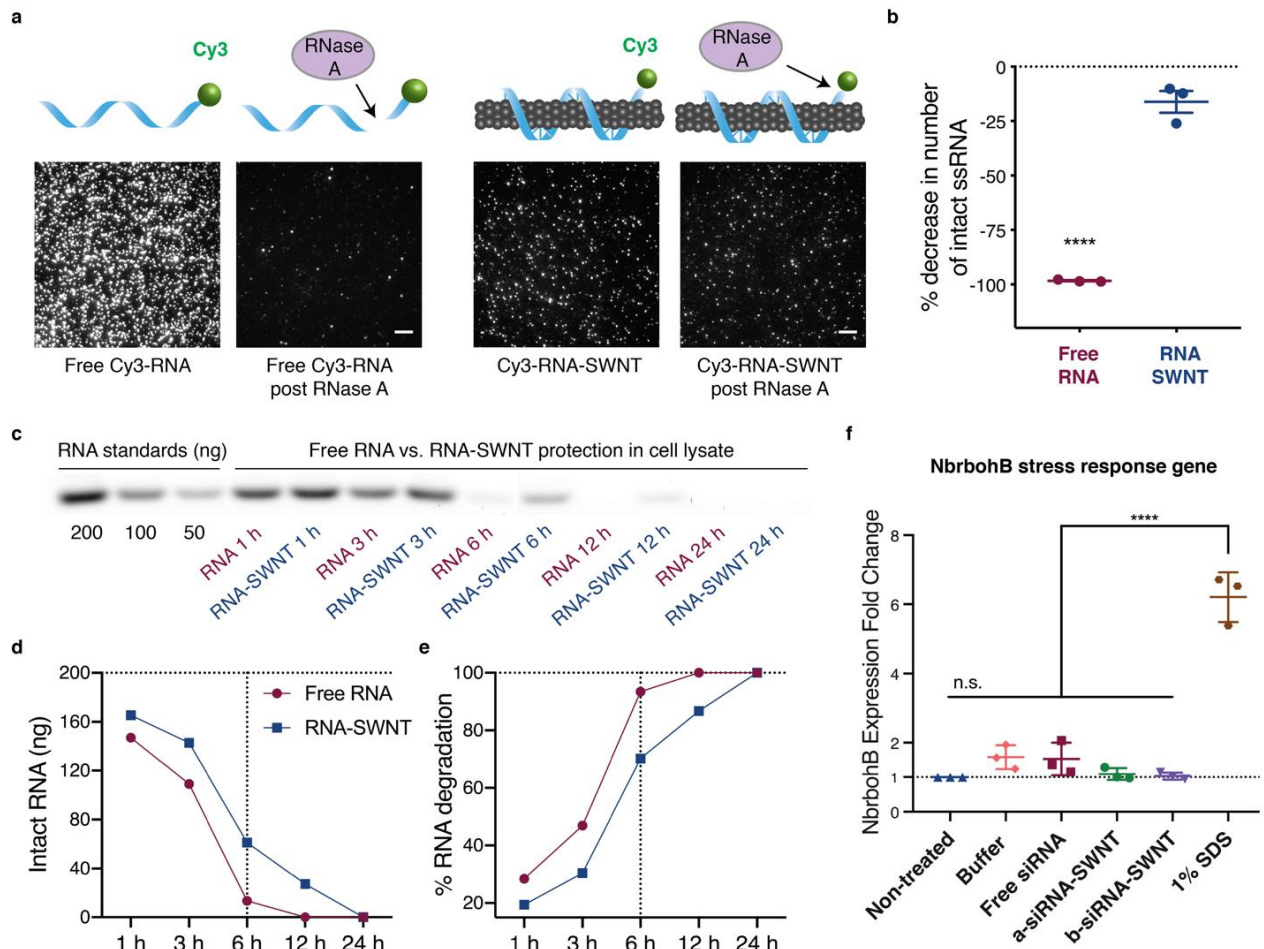 a
Cy3
RNase
A
Cy3
RNase
A
Free Cy3-RNA
Free Cy3-RNA
post RNase A
Cy3-RNA-SWNT
Cy3-RNA-SWNT
post RNase A
b
% decrease in number
of intact ssRNA
0
-25
-50
-75
-100
****
Free
RNA
RNA
SWNT
c
RNA standards (ng)
Free RNA vs. RNA-SWNT protection in cell lysate
200
100
50
RNA 1 h
RNA-SWNT 1 h
RNA 3 h
RNA-SWNT 3 h
RNA 6 h
RNA-SWNT 6 h
RNA 12 h
RNA-SWNT 12 h
RNA 24 h
RNA-SWNT 24 h
d
Intact RNA (ng)
200
160
120
80
40
0
Free RNA
RNA-SWNT
1 h
3 h
6 h
12 h
24 h
e
% RNA degradation
100
80
60
40
20
1 h
3 h
6 h
12 h
24 h
f
NbrbohB stress response gene
NbrbohB Expression Fold Change
8
6
4
2
1
0
n.s.
****
Non-treated
Buffer
Free siRNA
a-siRNA-SWNT
b-siRNA-SWNT
1% SDS